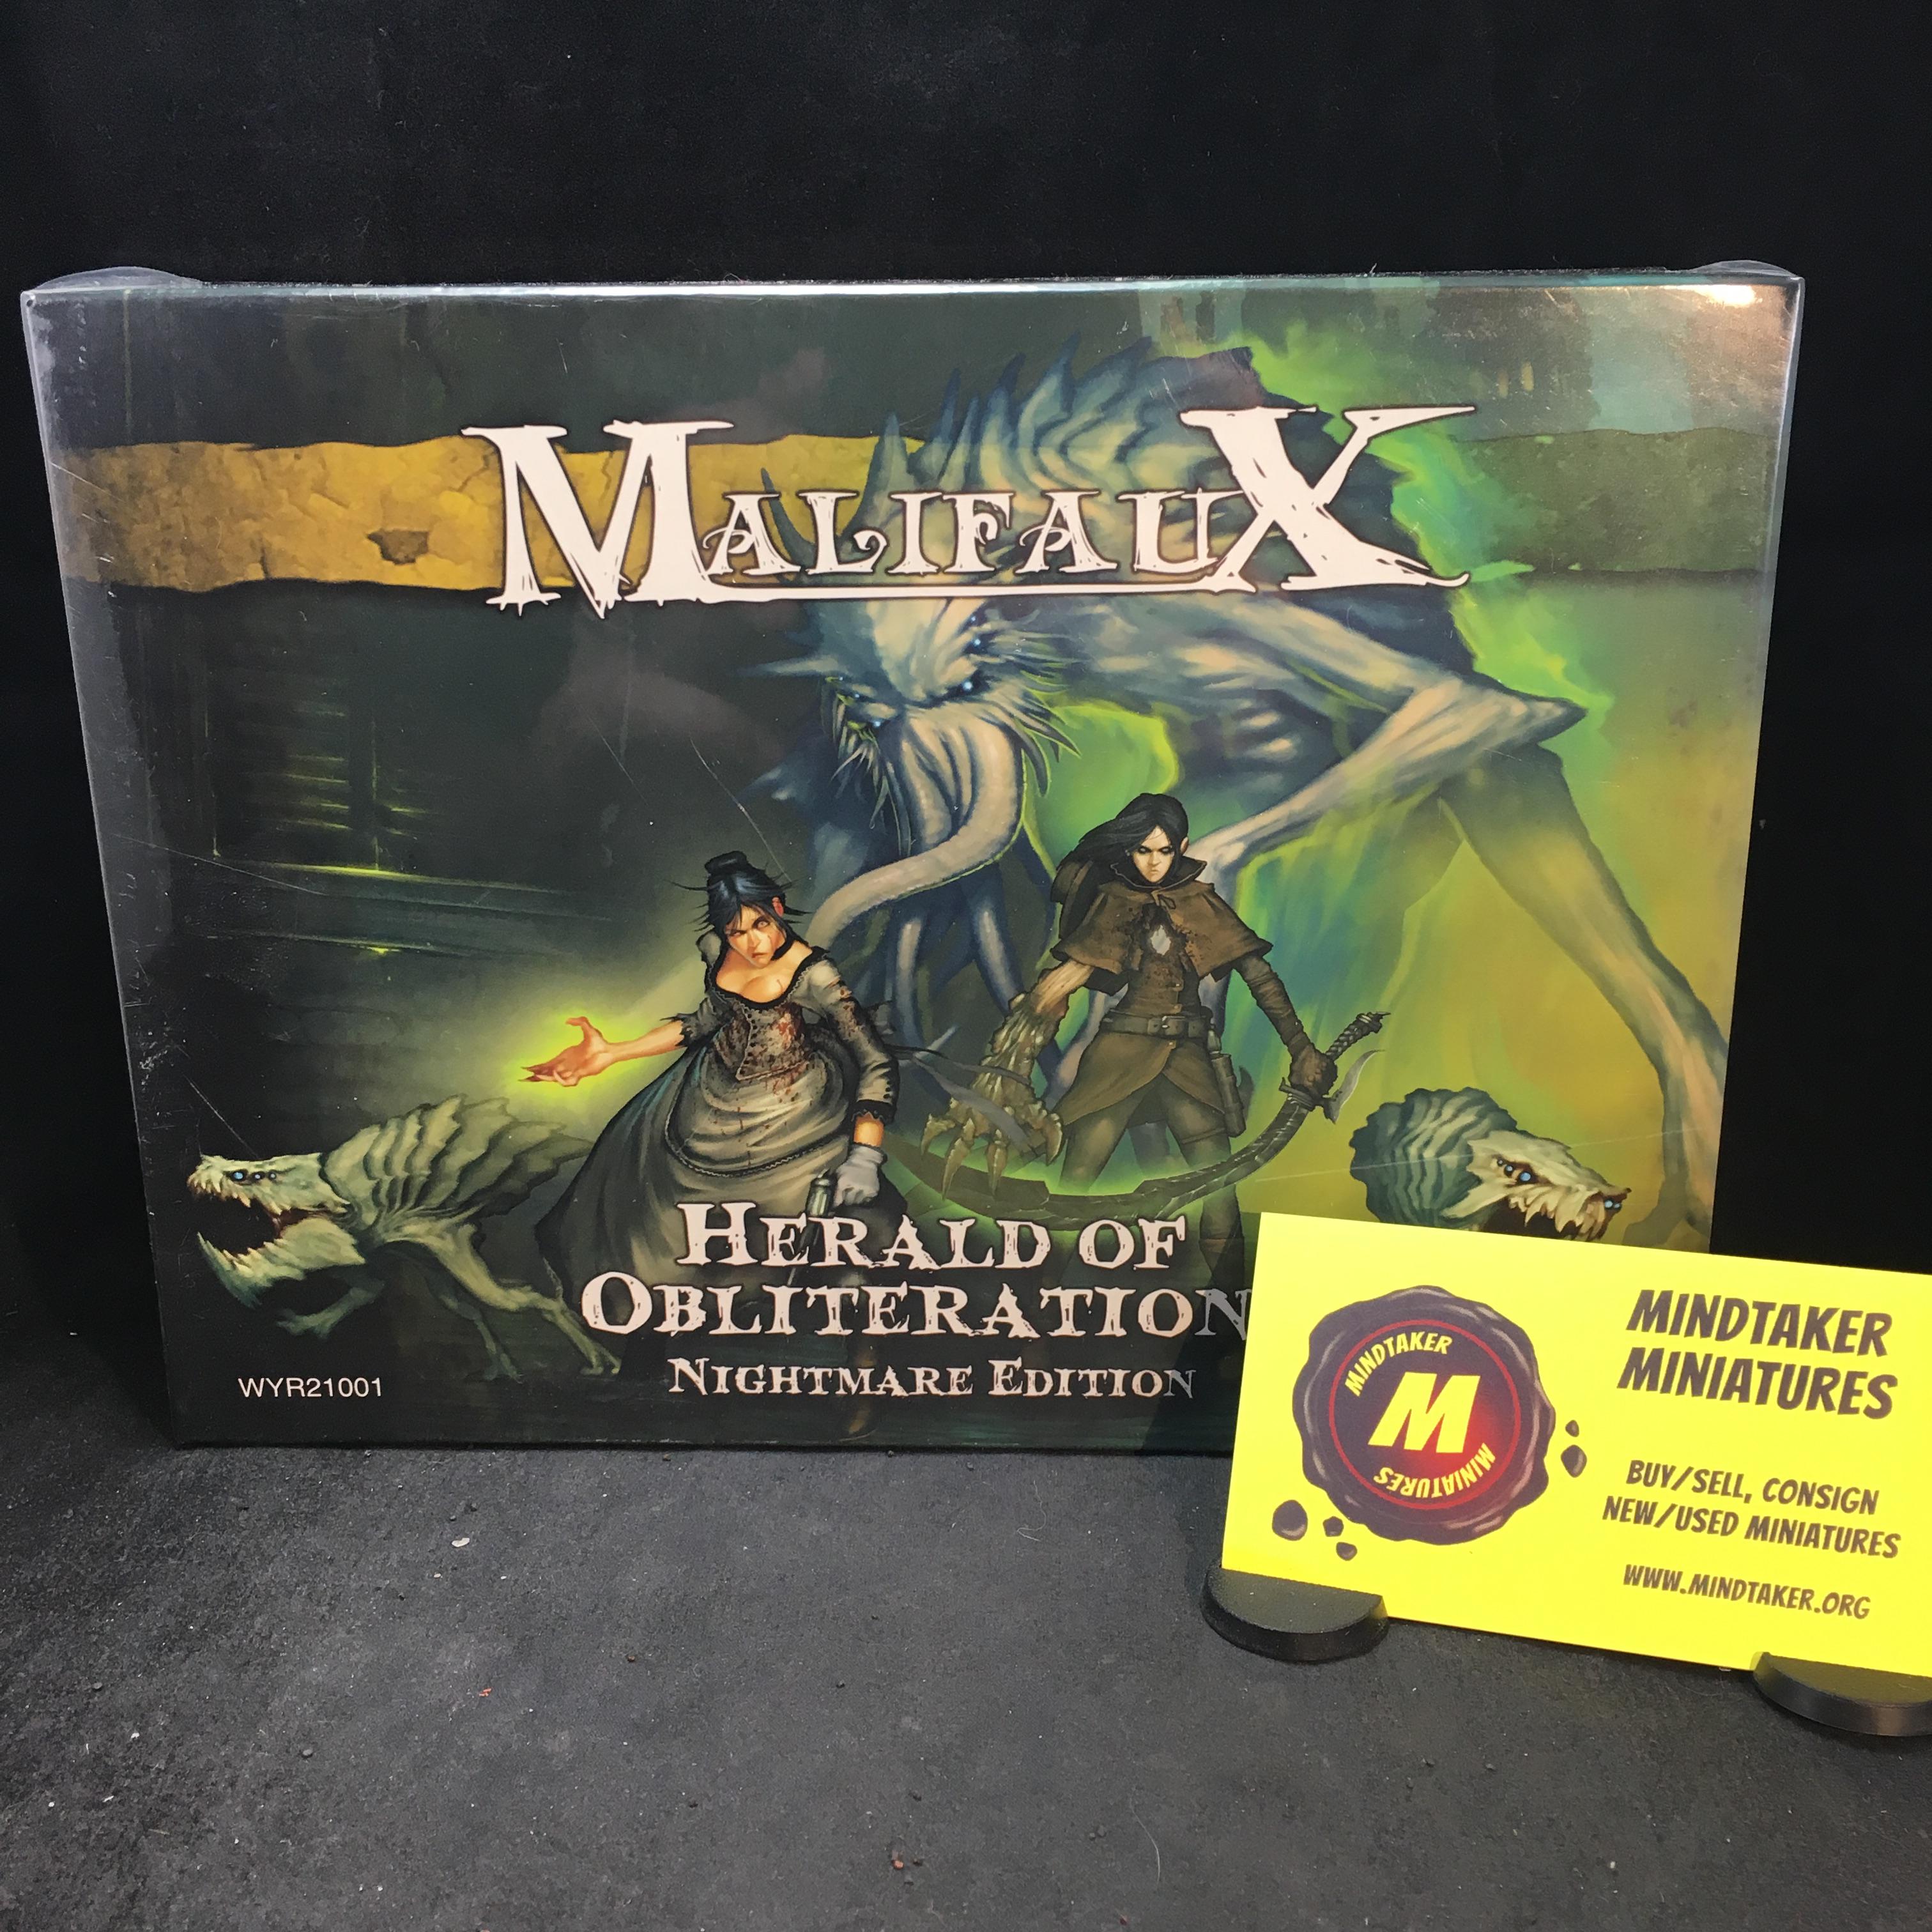 MALIFAUX
HERALD OF
OBLITERATION
NIGHTMARE EDITION
WYR21001
MINDTAKER
MINIATURES
MINDTAKER
M
MINIATURES
BUY/SELL, CONSIGN
NEW/USED MINIATURES
WWW.MINDTAKER.ORG